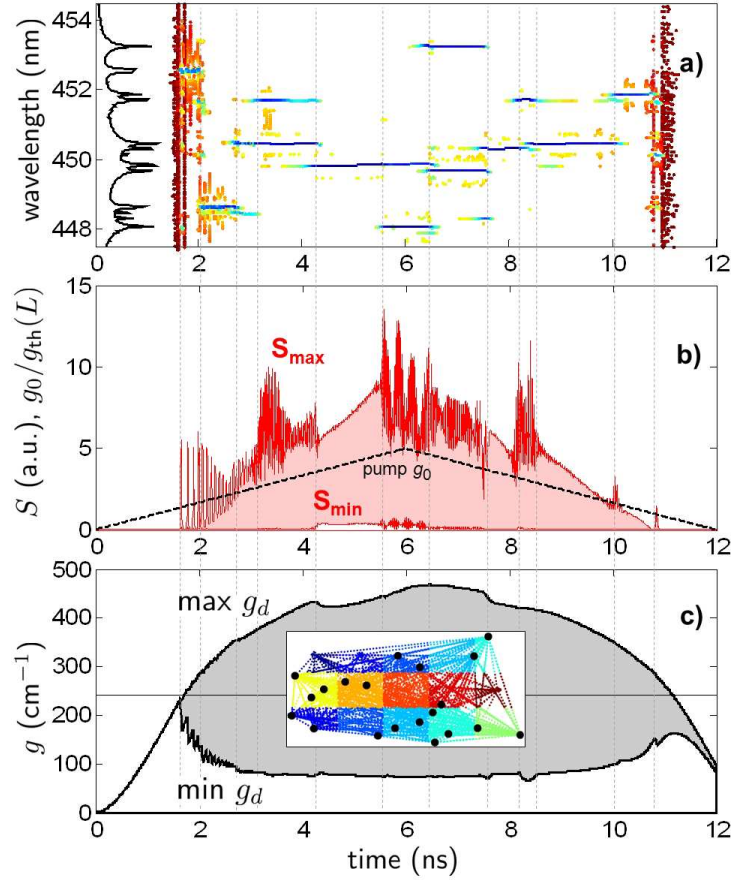 454
452
450
448
wavelength (nm)
a)
0 2 4 6 8 10 12
15
10
5
0
S (a.u.), g₀/gₜₕ(L)
b)
Sₘₐₓ
pump g₀
Sₘᵢₙ
0 2 4 6 8 10 12
500
400
300
200
100
0
g (cm⁻¹)
c)
max g_d
min g_d
0 2 4 6 8 10 12
time (ns)